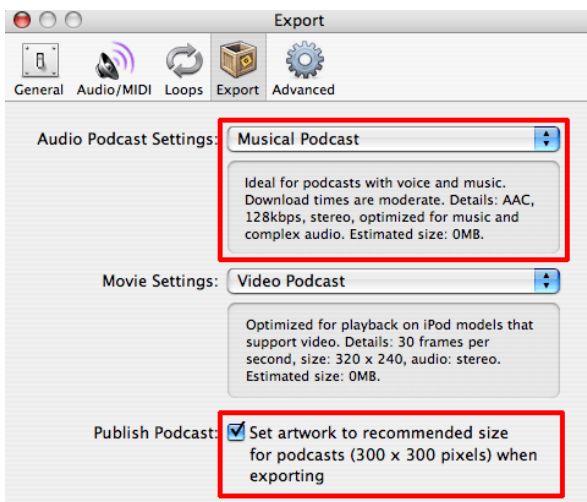 Export
General Audio/MIDI Loops Export Advanced
Audio Podcast Settings: Musical Podcast
Ideal for podcasts with voice and music.
Download times are moderate. Details: AAC,
128kbps, stereo, optimized for music and
complex audio. Estimated size: 0MB.
Movie Settings: Video Podcast
Optimized for playback on iPod models that
support video. Details: 30 frames per
second, size: 320 x 240, audio: stereo.
Estimated size: 0MB.
Publish Podcast: Set artwork to recommended size
for podcasts (300 x 300 pixels) when
exporting